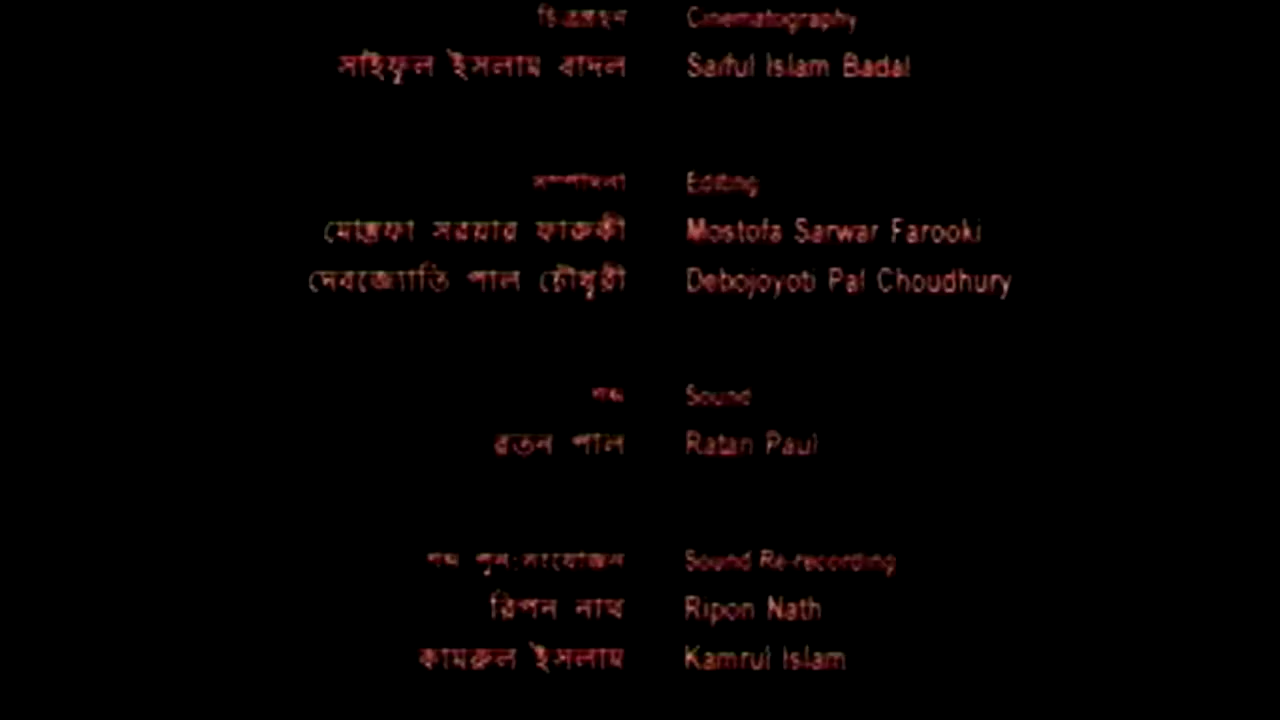 চিত্রগ্রহন Cinematography
সাইফুল ইসলাম বাদল Saiful Islam Badal
সম্পাদনা Editing
মোস্তফা সরয়ার ফারুকী Mostofa Sarwar Farooki
দেবজ্যোতি পাল চৌধুরী Debojoyoti Pal Choudhury
শব্দ Sound
রতন পাল Ratan Paul
শব্দ পুন:সংযোজন Sound Re-recording
রিপন নাথ Ripon Nath
কামরুল ইসলাম Kamrul Islam